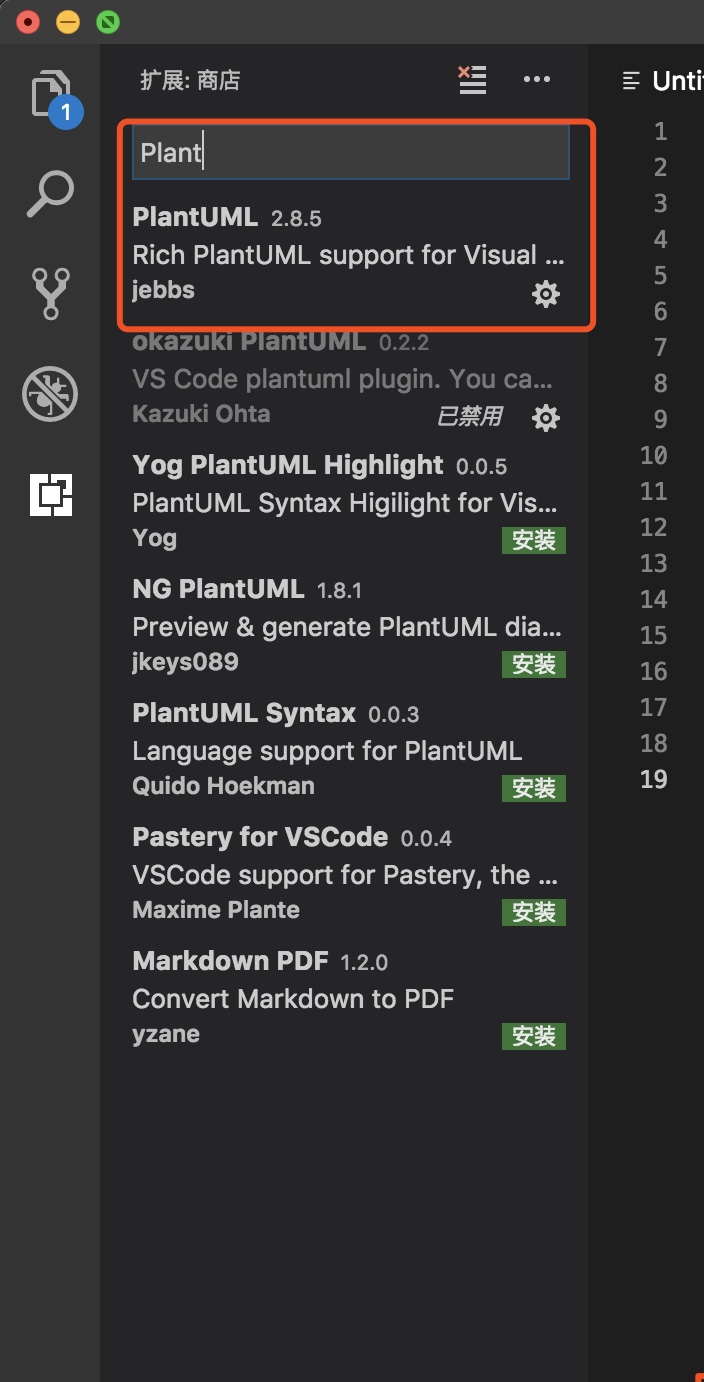 扩展: 商店
Untit
1
Plant
PlantUML 2.8.5
Rich PlantUML support for Visual ...
jebbs
okazuki PlantUML 0.2.2
VS Code plantuml plugin. You ca...
Kazuki Ohta 已禁用
Yog PlantUML Highlight 0.0.5
PlantUML Syntax Higilight for Vis...
Yog 安装
NG PlantUML 1.8.1
Preview & generate PlantUML dia...
jkeys089 安装
PlantUML Syntax 0.0.3
Language support for PlantUML
Quido Hoekman 安装
Pastery for VSCode 0.0.4
VSCode support for Pastery, the ...
Maxime Plante 安装
Markdown PDF 1.2.0
Convert Markdown to PDF
yzane 安装
1
2
3
4
5
6
7
8
9
10
11
12
13
14
15
16
17
18
19